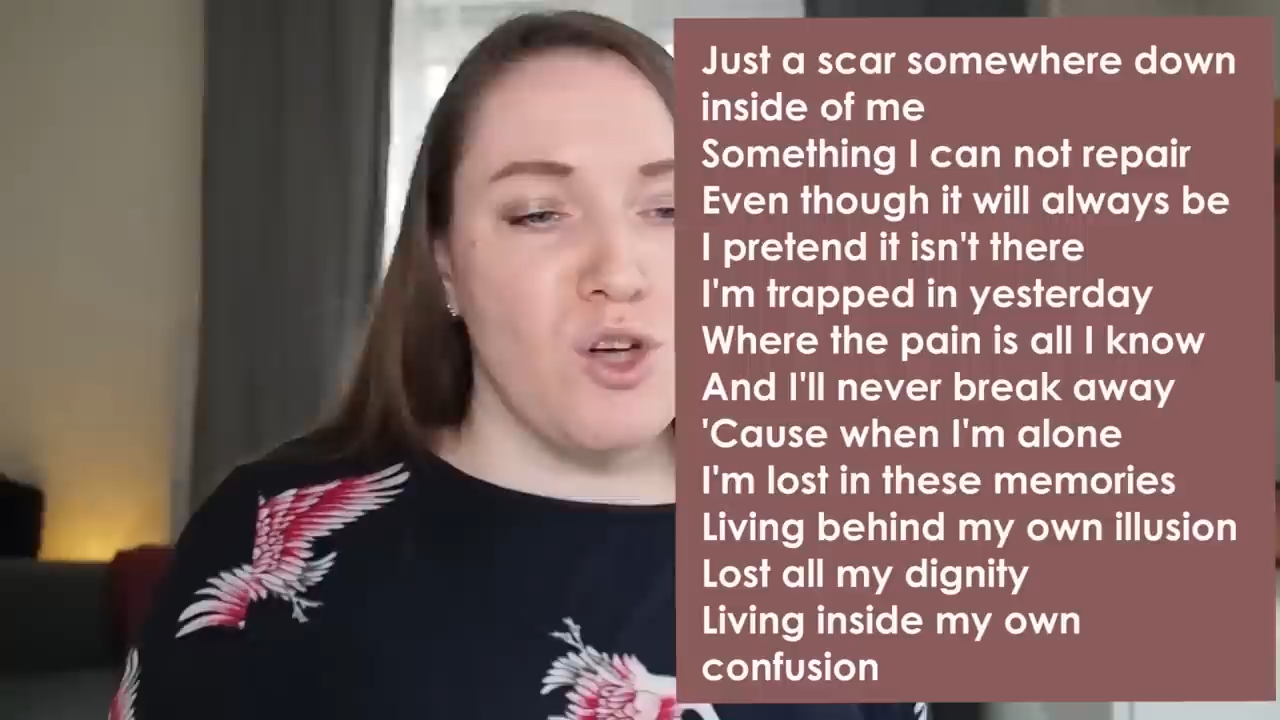 Just a scar somewhere down
inside of me
Something I can not repair
Even though it will always be
I pretend it isn't there
I'm trapped in yesterday
Where the pain is all I know
And I'll never break away
'Cause when I'm alone
I'm lost in these memories
Living behind my own illusion
Lost all my dignity
Living inside my own
confusion